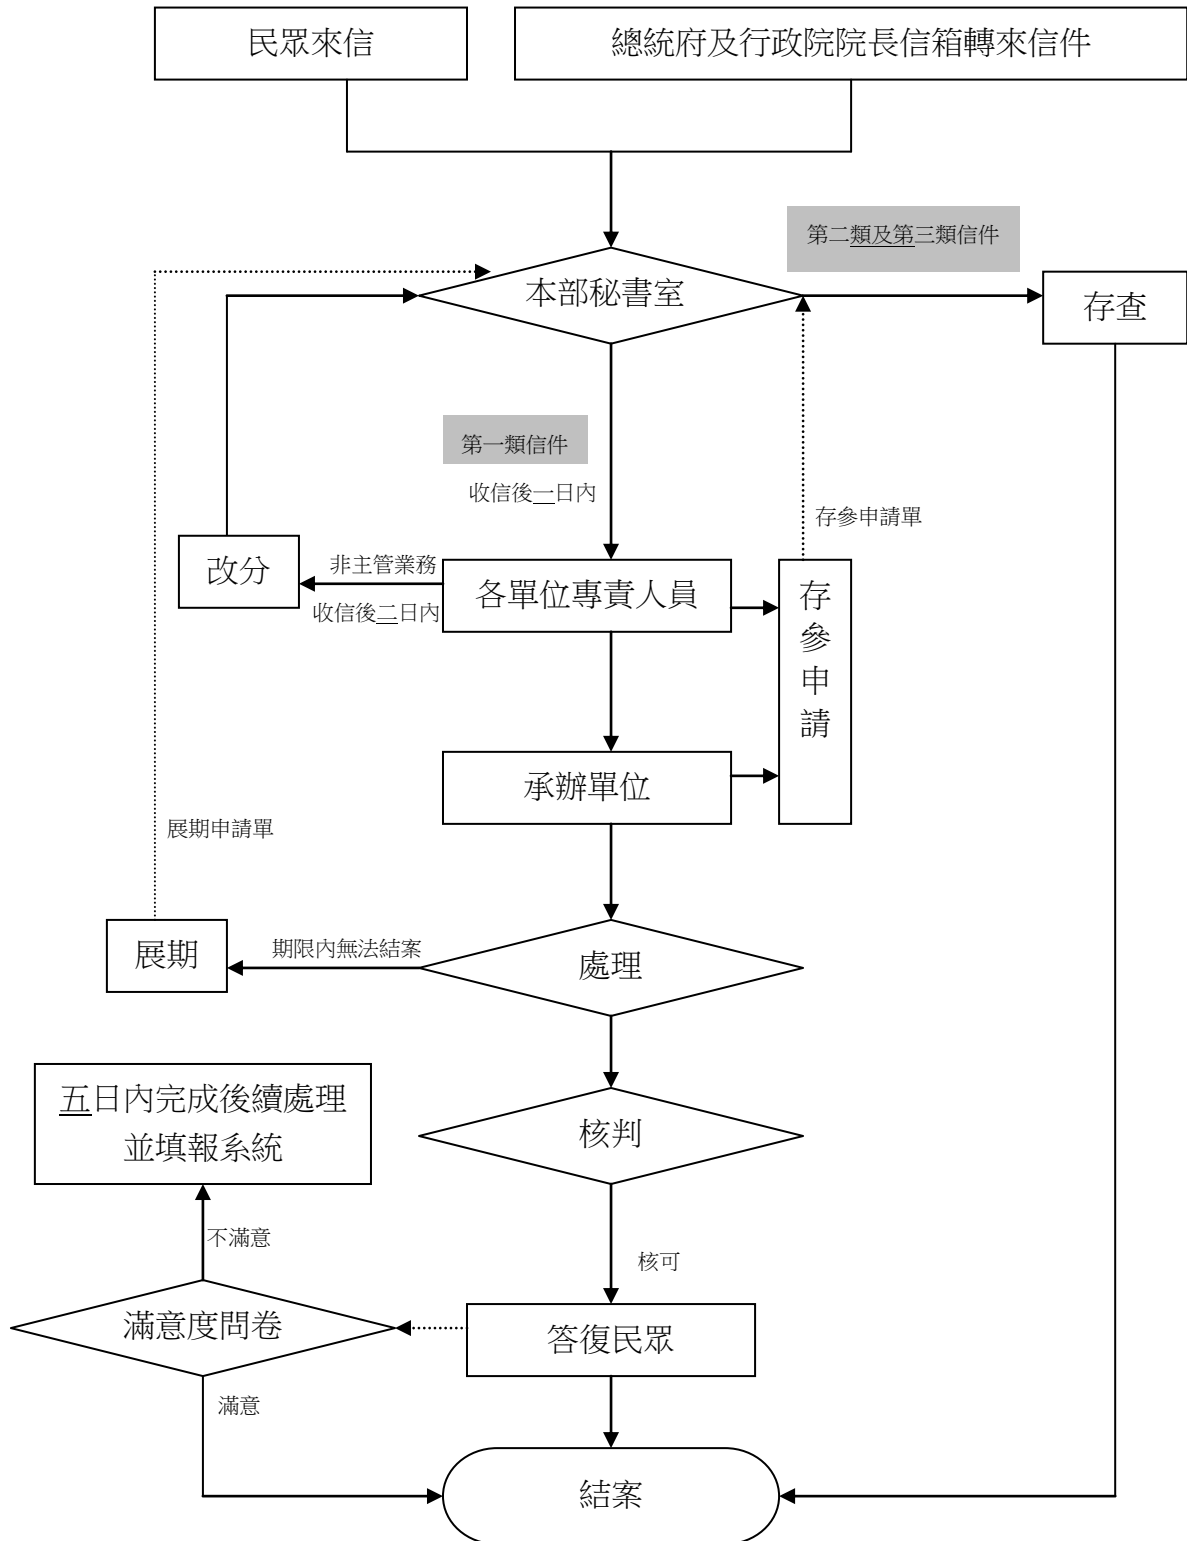 民眾來信
總統府及行政院院長信箱轉來信件
第二類及第三類信件
本部秘書室
存查
第一類信件
收信後一日內
存參申請單
改分
非主管業務
收信後二日內
各單位專責人員
存參申請
承辦單位
展期申請單
展期
期限內無法結案
處理
五日內完成後續處理
並填報系統
核判
不滿意
核可
滿意度問卷
答復民眾
滿意
結案